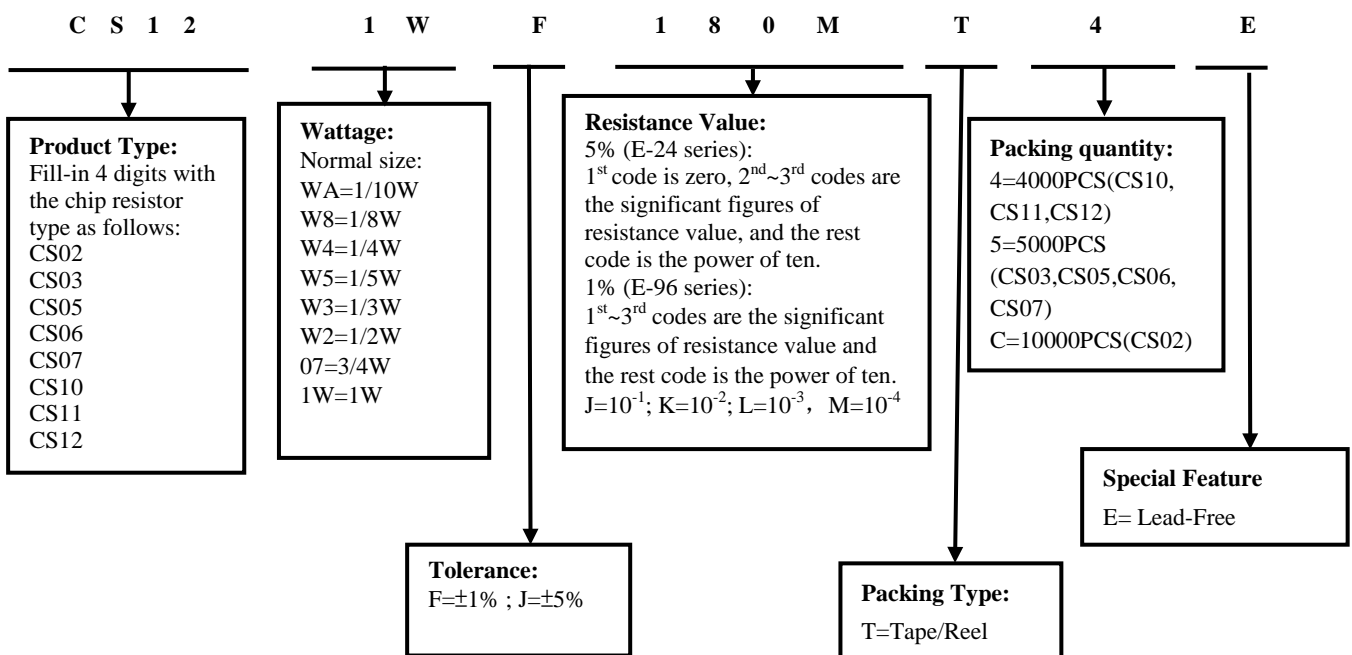 C S 1 2 1 W F 1 8 0 M T 4 E
Product Type:
Fill-in 4 digits with
the chip resistor
type as follows:
CS02
CS03
CS05
CS06
CS07
CS10
CS11
CS12
Wattage:
Normal size:
WA=1/10W
W8=1/8W
W4=1/4W
W5=1/5W
W3=1/3W
W2=1/2W
07=3/4W
1W=1W
Tolerance:
F=±1% ; J=±5%
Resistance Value:
5% (E-24 series):
1st code is zero, 2nd~3rd codes are
the significant figures of
resistance value, and the rest
code is the power of ten.
1% (E-96 series):
1st~3rd codes are the significant
figures of resistance value and
the rest code is the power of ten.
J=10-1; K=10-2; L=10-3，M=10-4
Packing Type:
T=Tape/Reel
Packing quantity:
4=4000PCS(CS10,
CS11,CS12)
5=5000PCS
(CS03,CS05,CS06,
CS07)
C=10000PCS(CS02)
Special Feature
E= Lead-Free